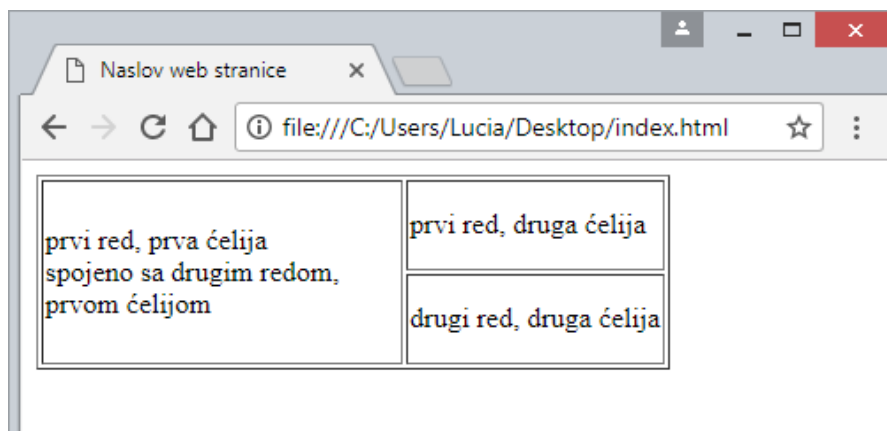 Naslov web stranice
file:///C:/Users/Lucia/Desktop/index.html
prvi red, prva ćelija
spojeno sa drugim redom,
prvom ćelijom
prvi red, druga ćelija
drugi red, druga ćelija